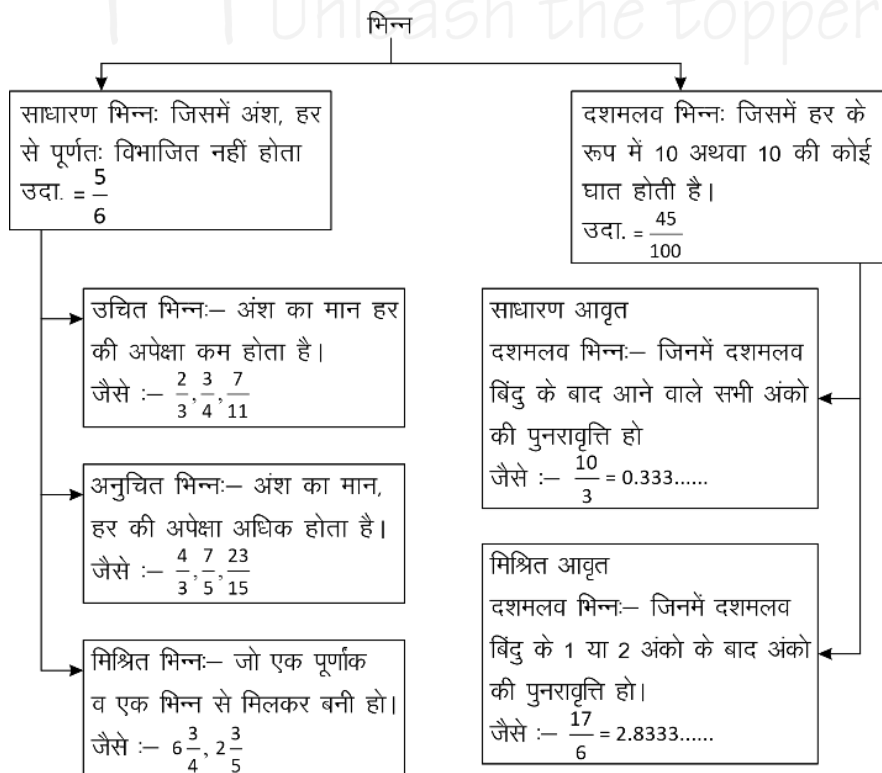 Unleash the topper
भिन्न
साधारण भिन्नः जिसमें अंश, हर
से पूर्णतः विभाजित नहीं होता
उदा. = 5/6
दशमलव भिन्नः जिसमें हर के
रूप में 10 अथवा 10 की कोई
घात होती है।
उदा. = 45/100
उचित भिन्नः– अंश का मान हर
की अपेक्षा कम होता है।
जैसे :– 2/3, 3/4, 7/11
अनुचित भिन्नः– अंश का मान,
हर की अपेक्षा अधिक होता है।
जैसे :– 4/3, 7/5, 23/15
मिश्रित भिन्नः– जो एक पूर्णांक
व एक भिन्न से मिलकर बनी हो।
जैसे :– 6 3/4, 2 3/5
साधारण आवृत
दशमलव भिन्नः– जिनमें दशमलव
बिंदु के बाद आने वाले सभी अंको
की पुनरावृत्ति हो
जैसे :– 10/3 = 0.333......
मिश्रित आवृत
दशमलव भिन्नः– जिनमें दशमलव
बिंदु के 1 या 2 अंको के बाद अंको
की पुनरावृत्ति हो।
जैसे :– 17/6 = 2.8333......